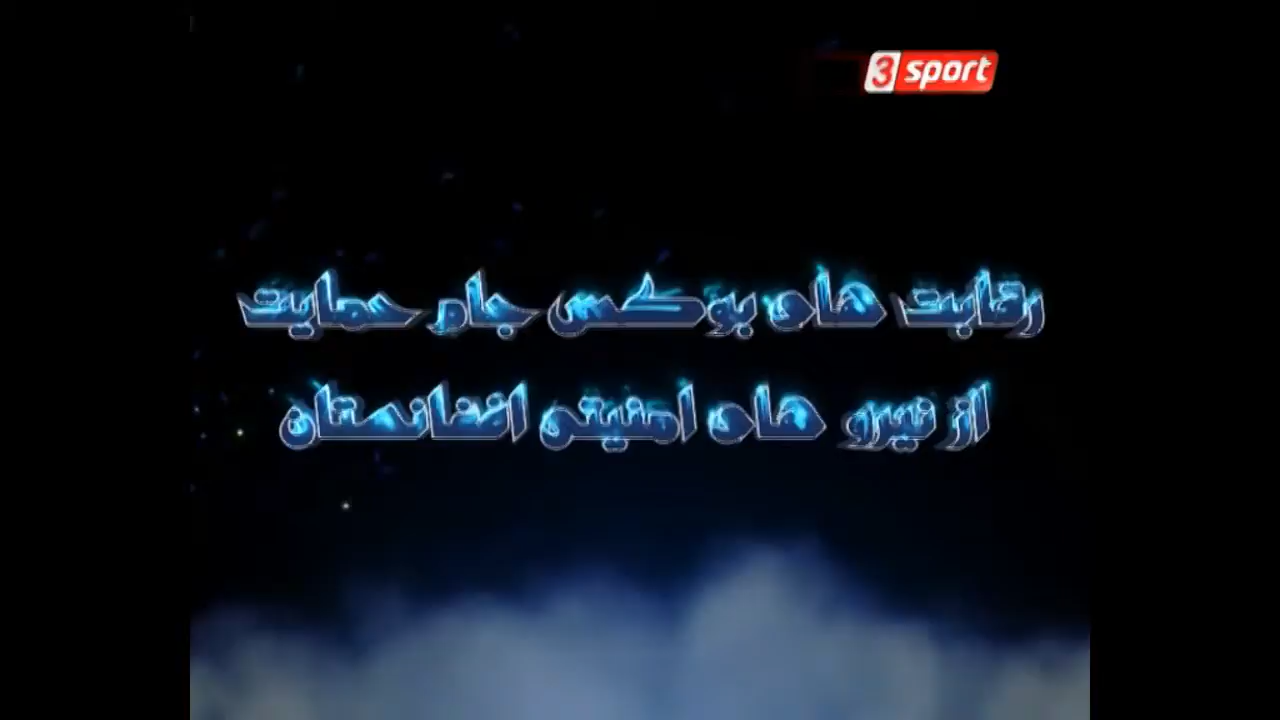 3 sport
رقابت های بوکس جام حمایت
از نیرو های امنیتی افغانستان